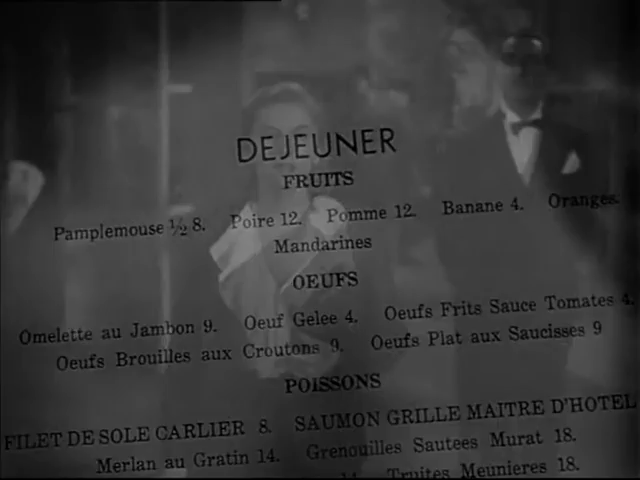 DEJEUNER
FRUITS
Pamplemouse ½ 8. Poire 12. Pomme 12. Banane 4. Oranges.
Mandarines
OEUFS
Omelette au Jambon 9. Oeuf Gelee 4. Oeufs Frits Sauce Tomates 4.
Oeufs Brouilles aux Croutons 9. Oeufs Plat aux Saucisses 9
POISSONS
FILET DE SOLE CARLIER 8. SAUMON GRILLE MAITRE D'HOTEL
Merlan au Gratin 14. Grenouilles Sautees Murat 18.
Truites Meunieres 18.